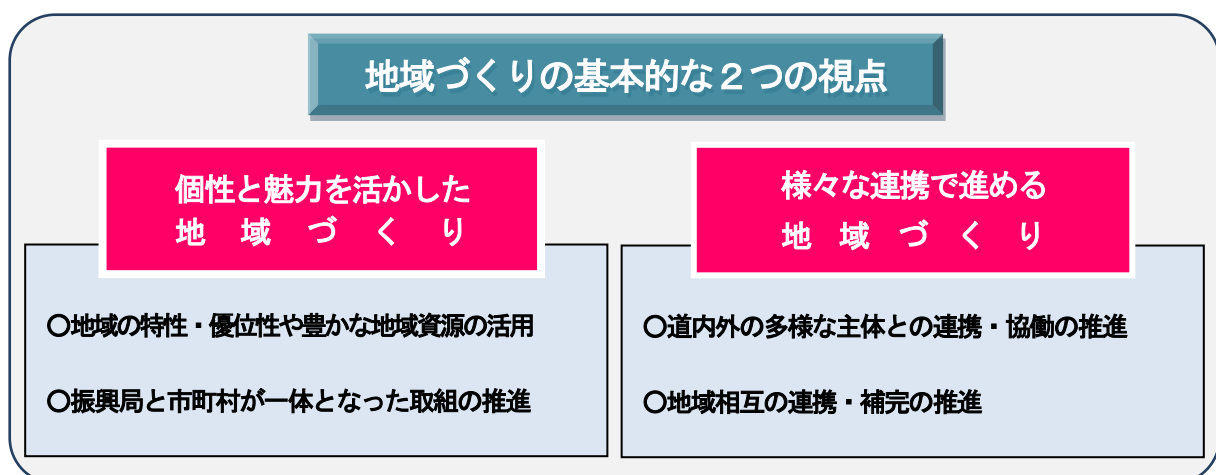 地域づくりの基本的な２つの視点
個性と魅力を活かした
地域づくり
○地域の特性・優位性や豊かな地域資源の活用
○振興局と市町村が一体となった取組の推進
様々な連携で進める
地域づくり
○道内外の多様な主体との連携・協働の推進
○地域相互の連携・補完の推進